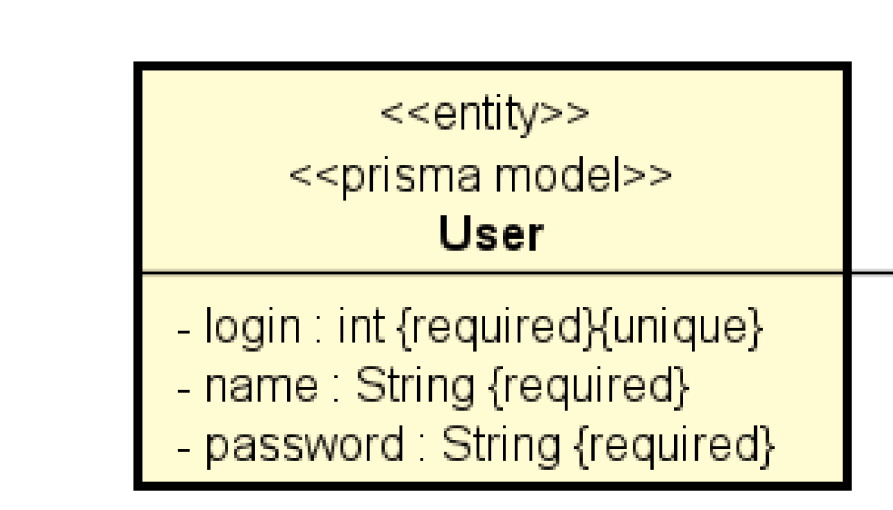 <<entity>>
<<prisma model>>
User
- login : int {required}{unique}
- name : String {required}
- password : String {required}